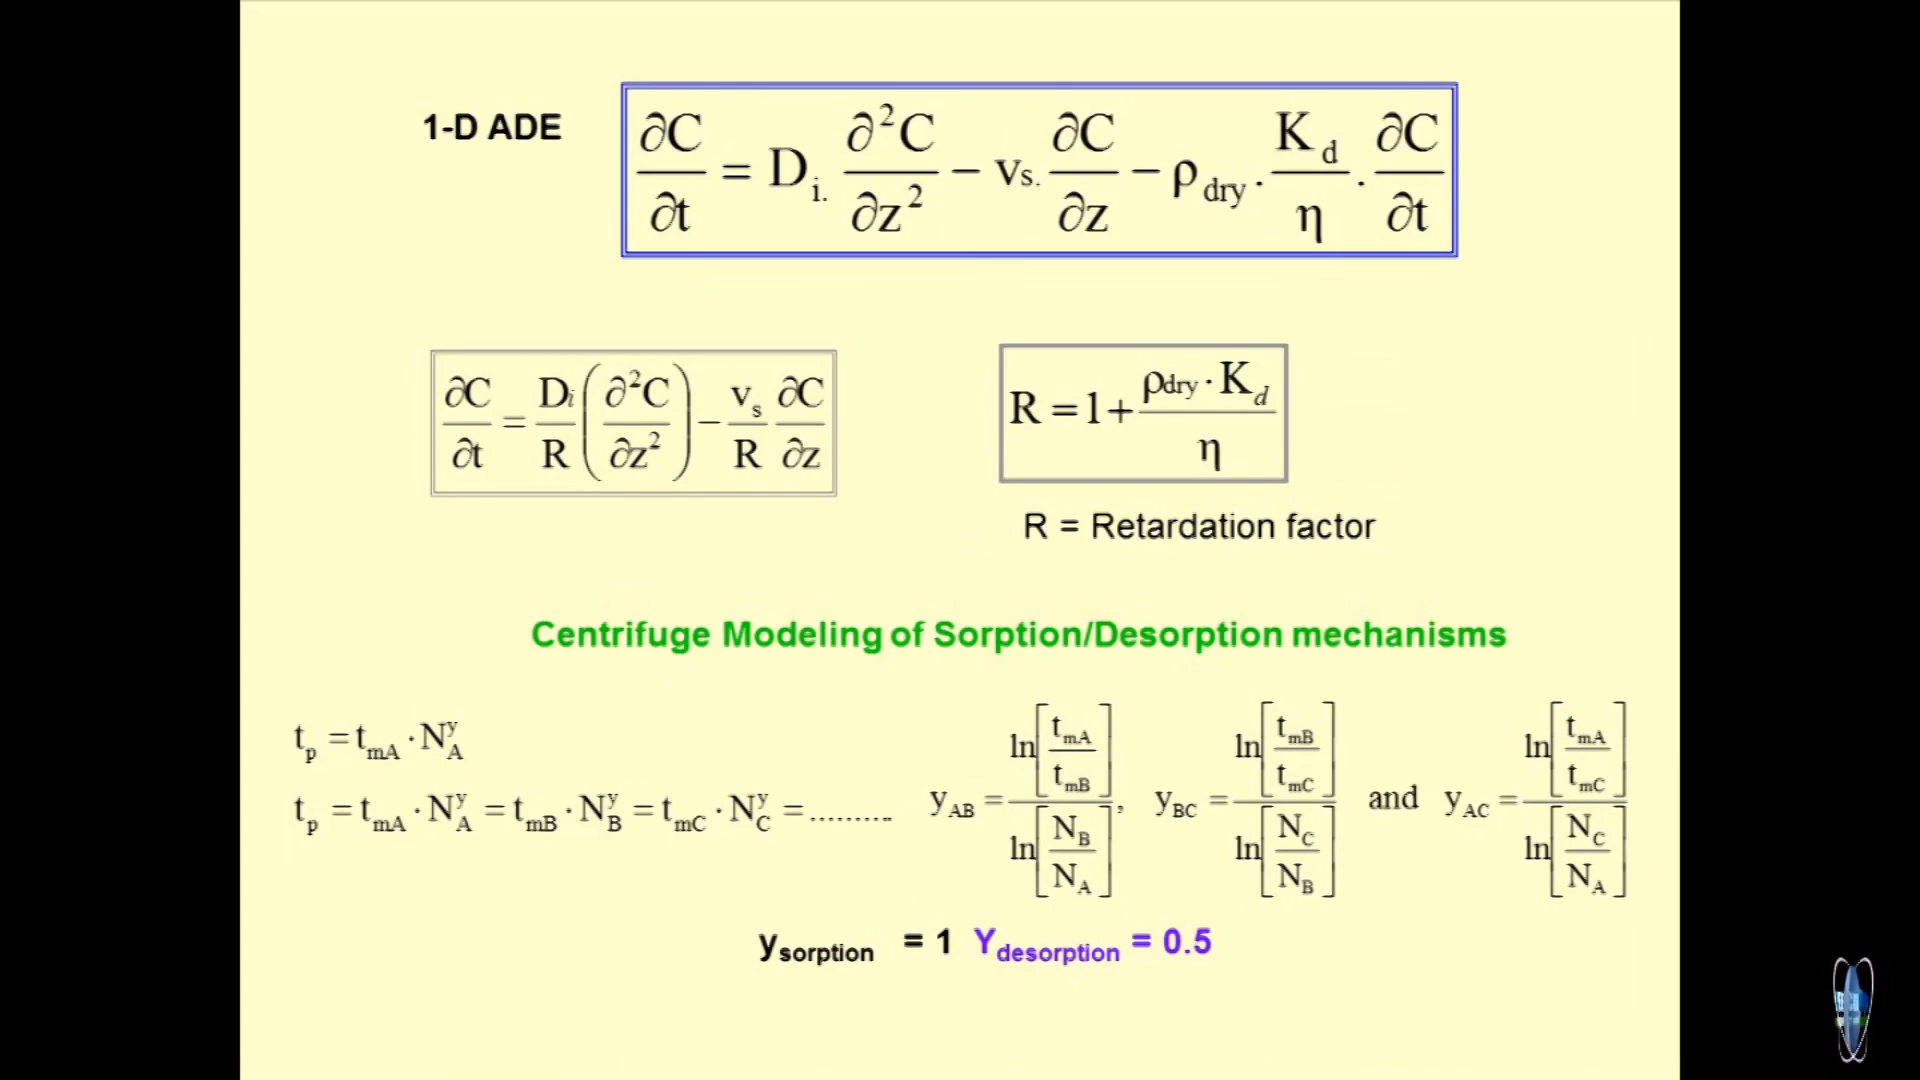 1-D ADE
∂C/∂t = D_i. ∂²C/∂z² − v_s. ∂C/∂z − ρ_dry · K_d/η · ∂C/∂t
∂C/∂t = D_i/R (∂²C/∂z²) − v_s/R ∂C/∂z
R = 1 + ρ_dry · K_d / η
R = Retardation factor
Centrifuge Modeling of Sorption/Desorption mechanisms
t_p = t_mA · N_A^y
t_p = t_mA · N_A^y = t_mB · N_B^y = t_mC · N_C^y = ..........
y_AB = ln[t_mA/t_mB] / ln[N_B/N_A], y_BC = ln[t_mB/t_mC] / ln[N_C/N_B] and y_AC = ln[t_mA/t_mC] / ln[N_C/N_A]
y_sorption = 1 Y_desorption = 0.5